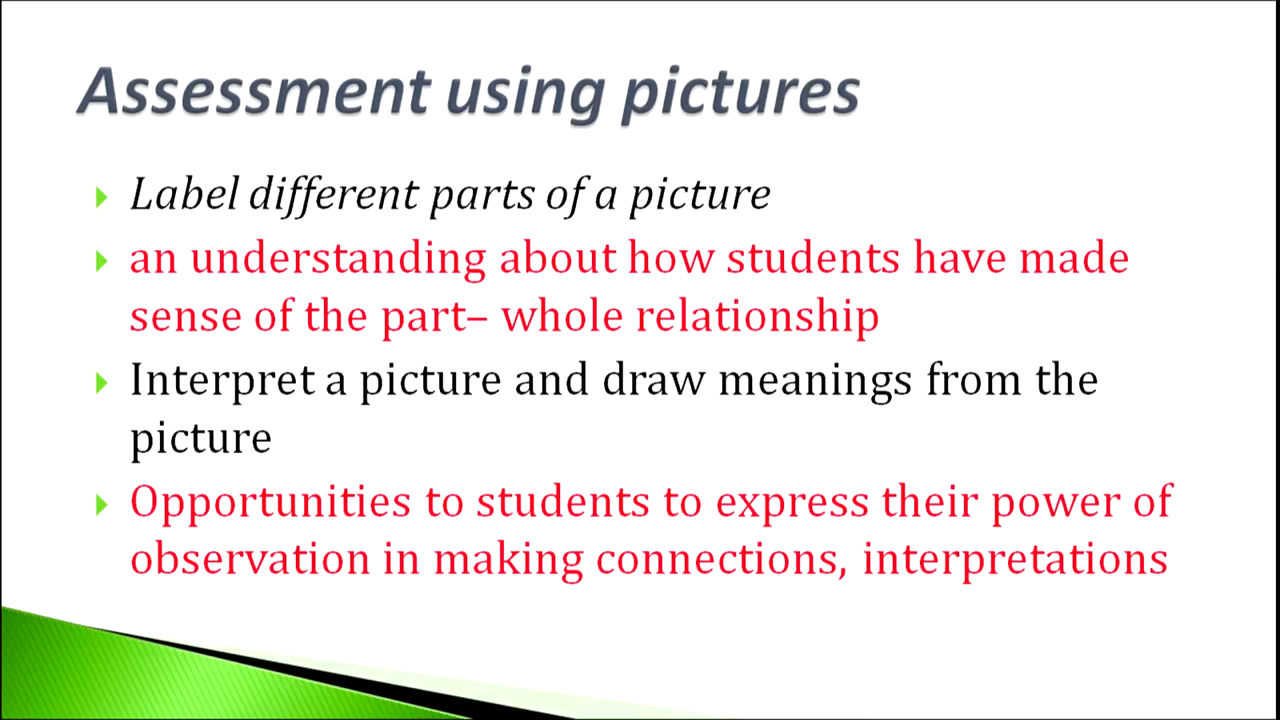 Assessment using pictures
Label different parts of a picture
an understanding about how students have made
sense of the part– whole relationship
Interpret a picture and draw meanings from the
picture
Opportunities to students to express their power of
observation in making connections, interpretations